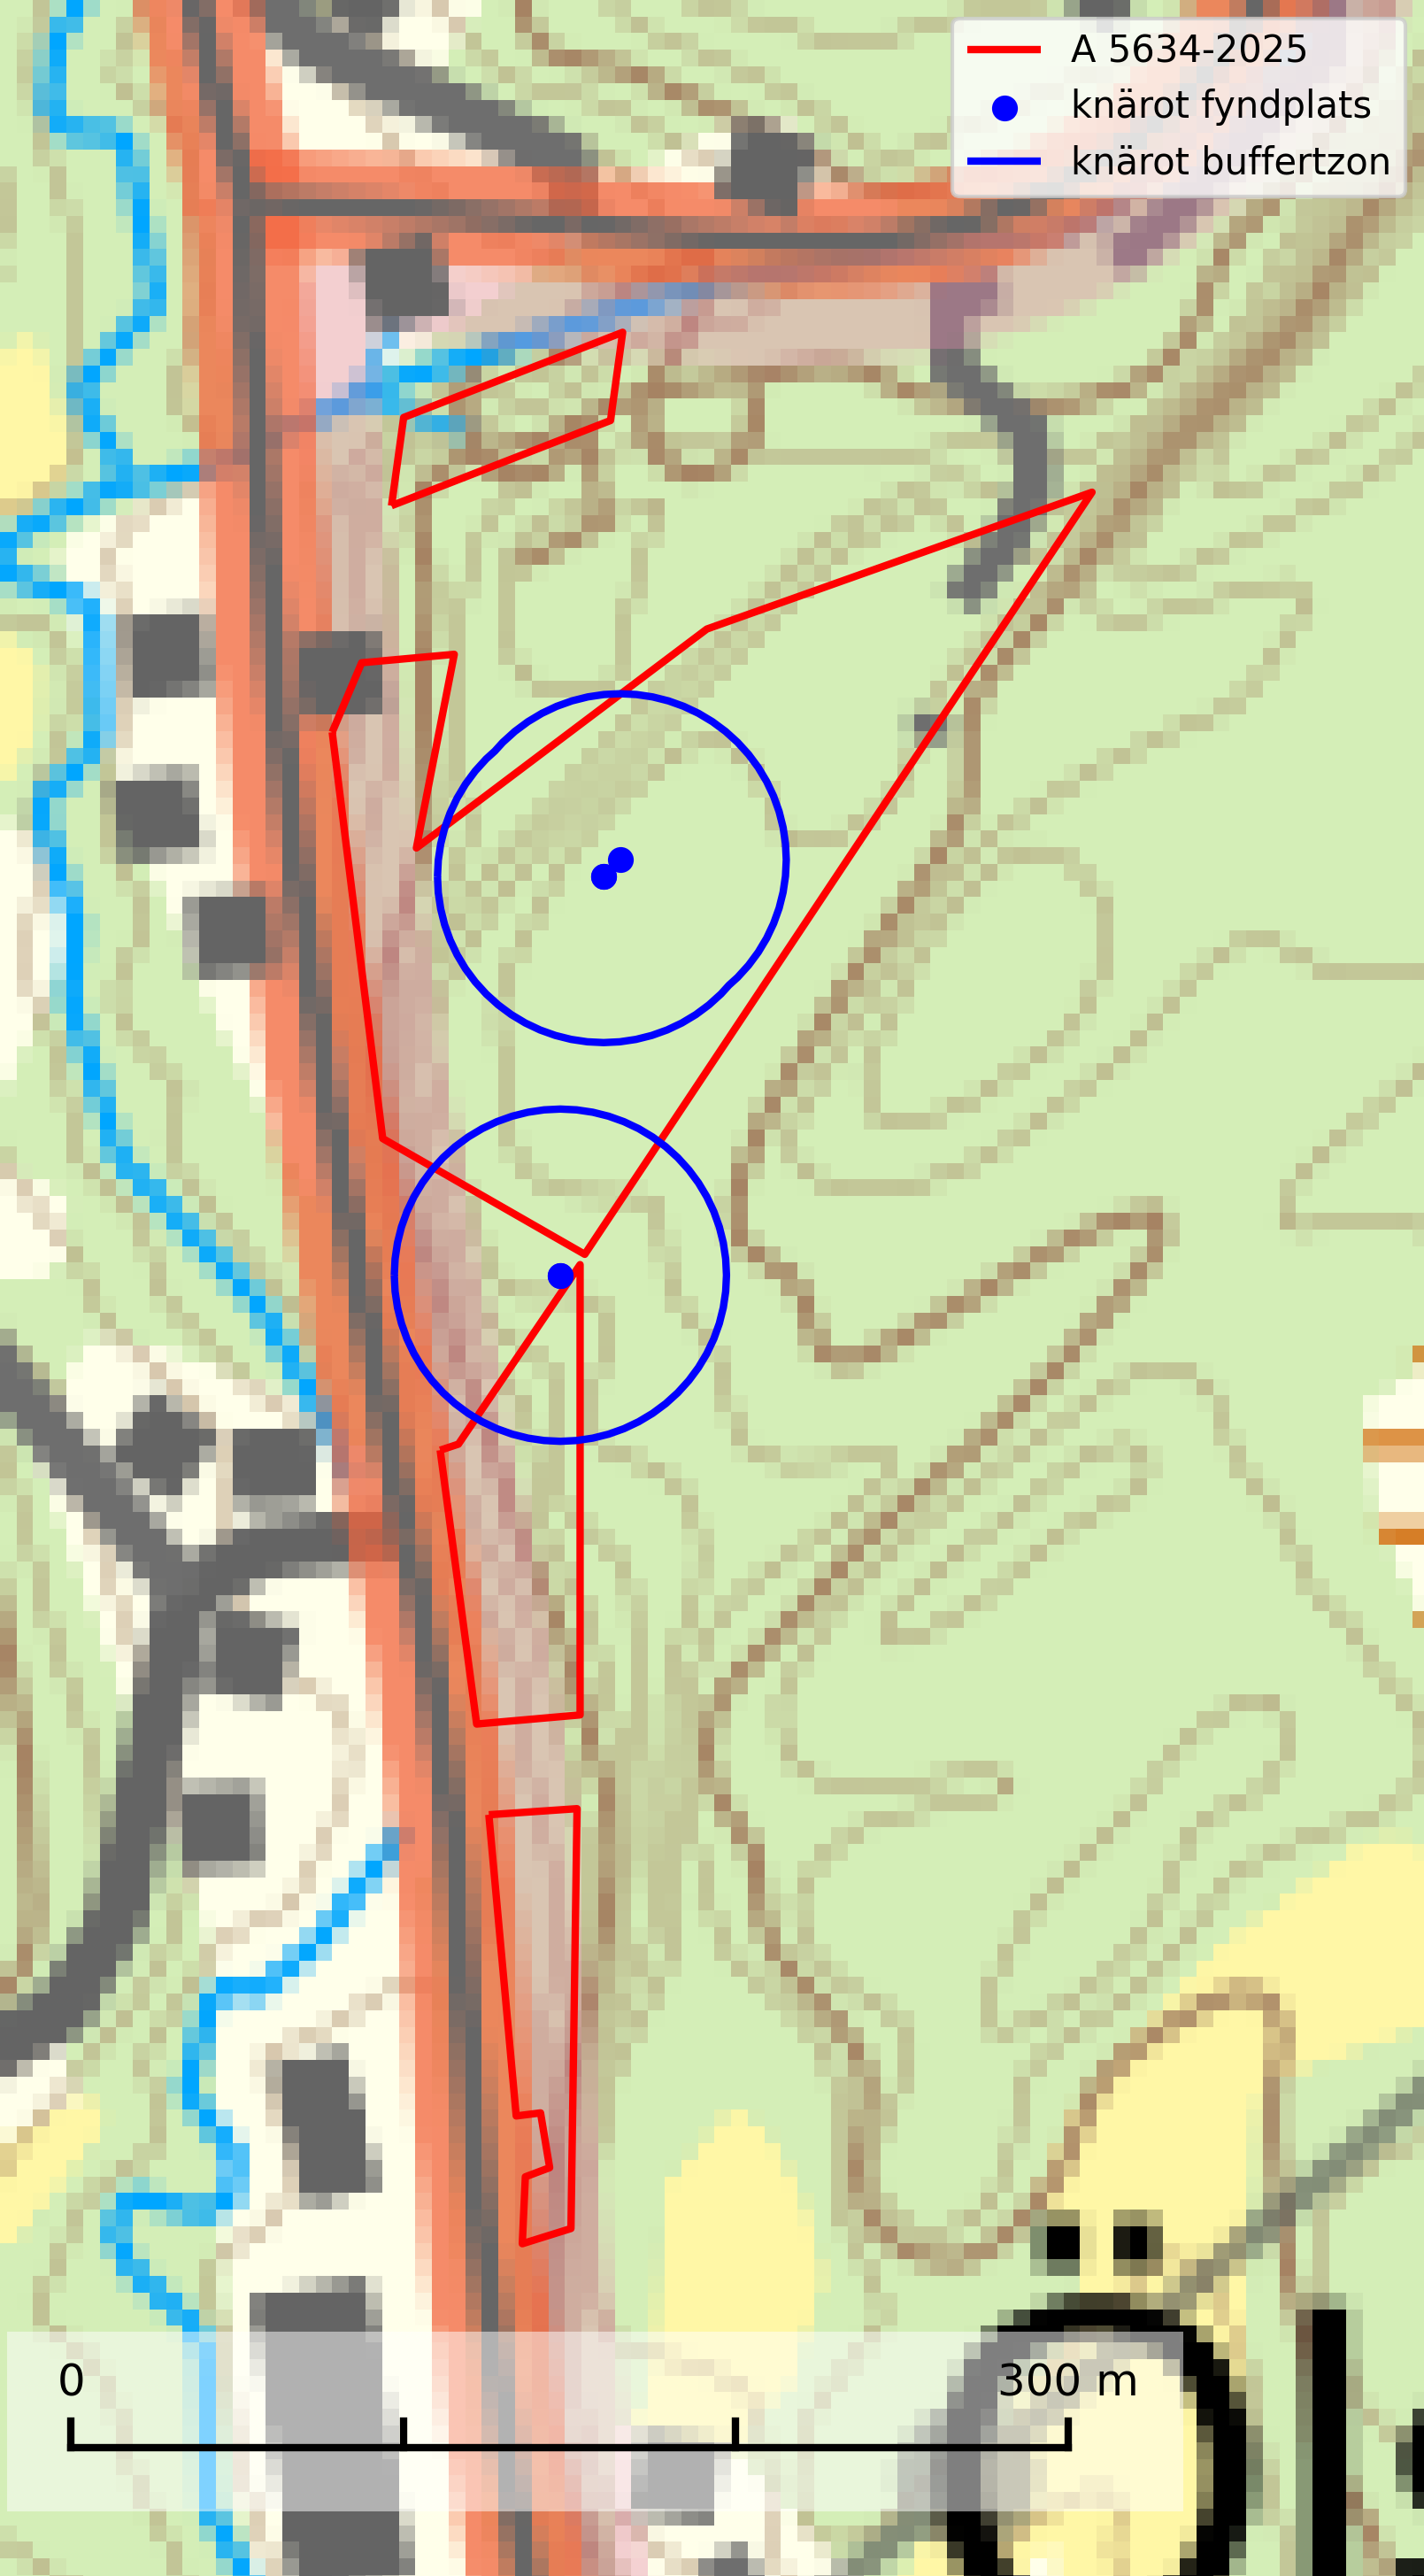 A 5634-2025
knärot fyndplats
knärot buffertzon
0 300 m